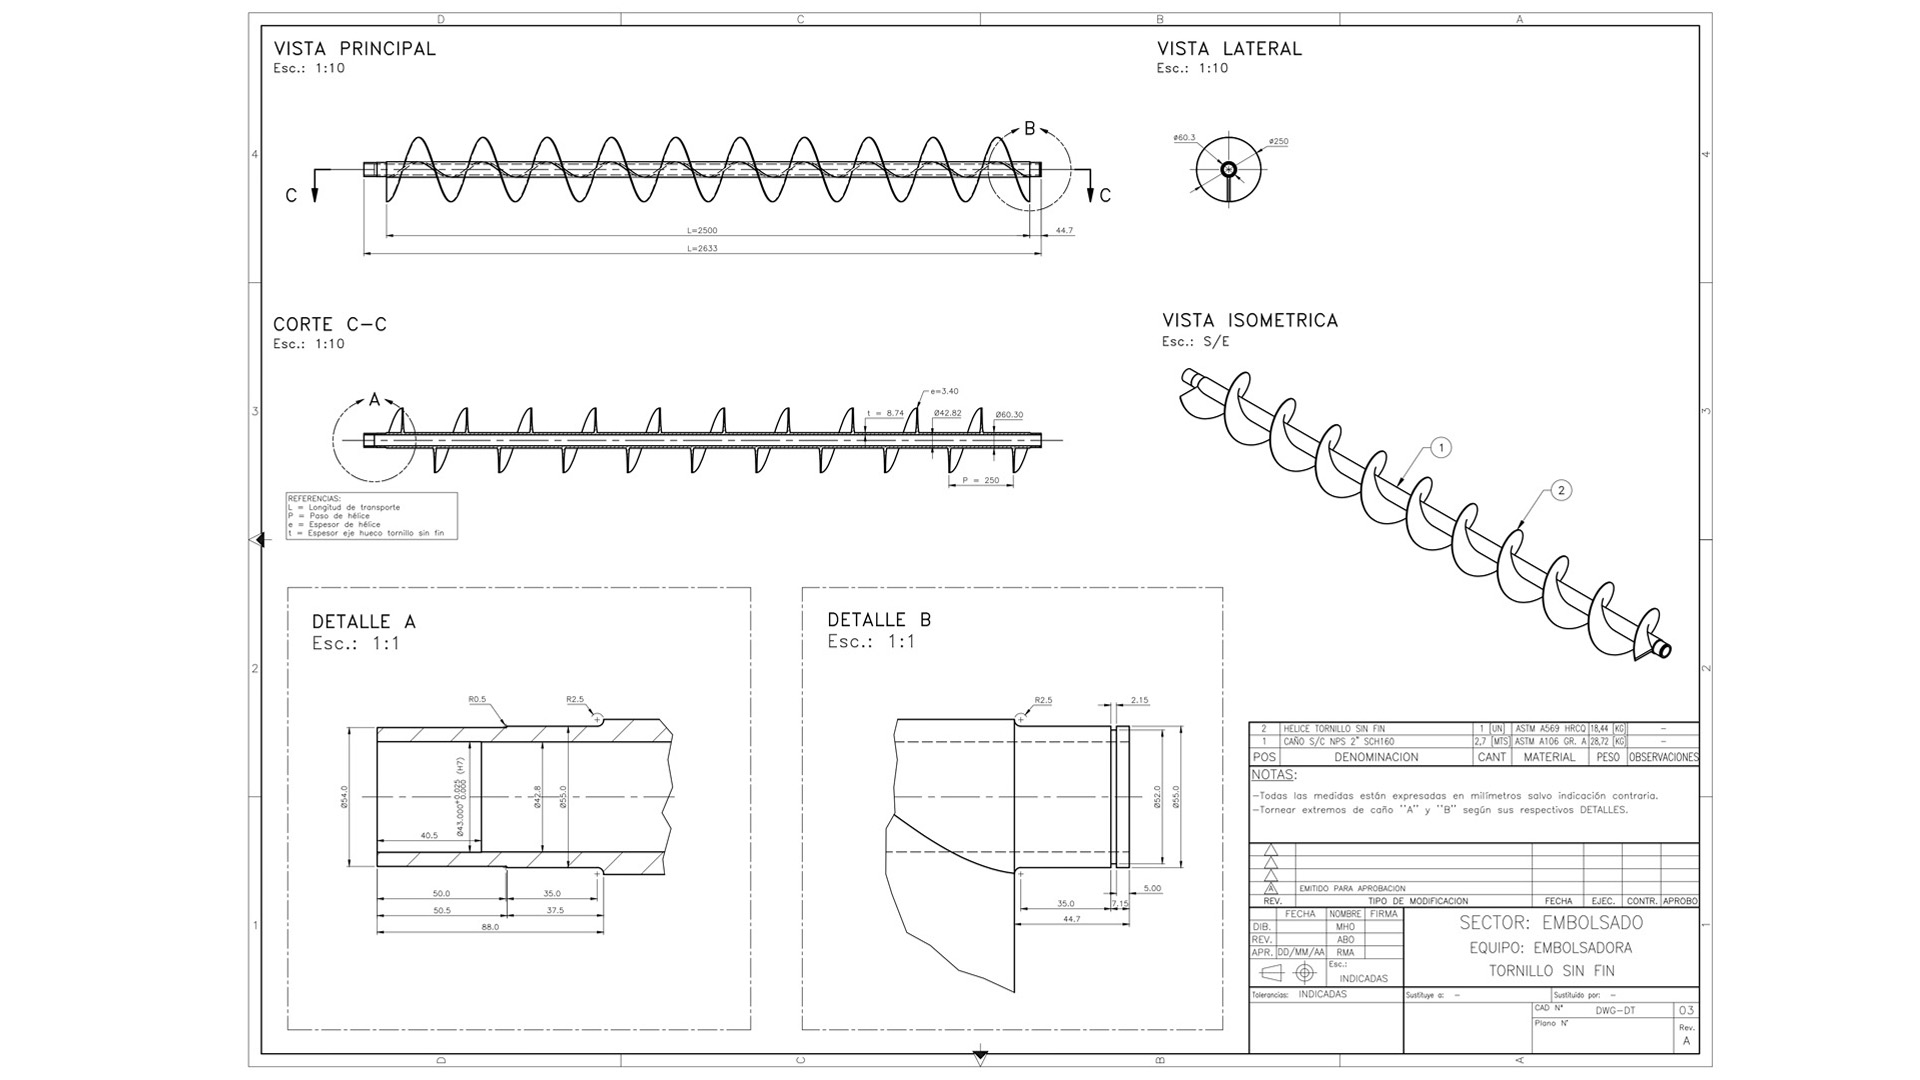 D
C
B
A
VISTA PRINCIPAL
Esc.: 1:10
VISTA LATERAL
Esc.: 1:10
4
4
B
C
C
L=2500
44.7
L=2633
ø60.3
ø250
CORTE C-C
Esc.: 1:10
VISTA ISOMETRICA
Esc.: S/E
3
3
A
e=3.40
t = 8.74
Ø42.82
Ø60.30
P = 250
1
2
REFERENCIAS:
L = Longitud de transporte
P = Paso de hélice
e = Espesor de hélice
t = Espesor eje hueco tornillo sin fin
DETALLE A
Esc.: 1:1
DETALLE B
Esc.: 1:1
2
2
R0.5
R2.5
Ø54.0
Ø43.000 +0.025 0.000 (H7)
Ø42.8
Ø55.0
40.5
50.0
35.0
50.5
37.5
88.0
R2.5
2.15
Ø52.0
Ø55.0
5.00
35.0
7.15
44.7
2 HELICE TORNILLO SIN FIN 1 [UN] ASTM A569 HRCQ 18,44 [KG] -
1 CAÑO S/C NPS 2" SCH160 2,7 [MTS] ASTM A106 GR. A 28,72 [KG] -
POS DENOMINACION CANT MATERIAL PESO OBSERVACIONES
NOTAS:
-Todas las medidas están expresadas en milímetros salvo indicación contraria.
-Tornear extremos de caño ''A'' y ''B'' según sus respectivos DETALLES.
A EMITIDO PARA APROBACION
REV. TIPO DE MODIFICACION FECHA EJEC. CONTR. APROBO
FECHA NOMBRE FIRMA
DIB. MHO
REV. ABO
APR. DD/MM/AA RMA
Esc.:
INDICADAS
SECTOR: EMBOLSADO
EQUIPO: EMBOLSADORA
TORNILLO SIN FIN
Tolerancias: INDICADAS
Sustituye a: -
Sustituido por: -
CAD N° DWG-DT 03
Plano N°
Rev.
A
1
1
D
C
B
A